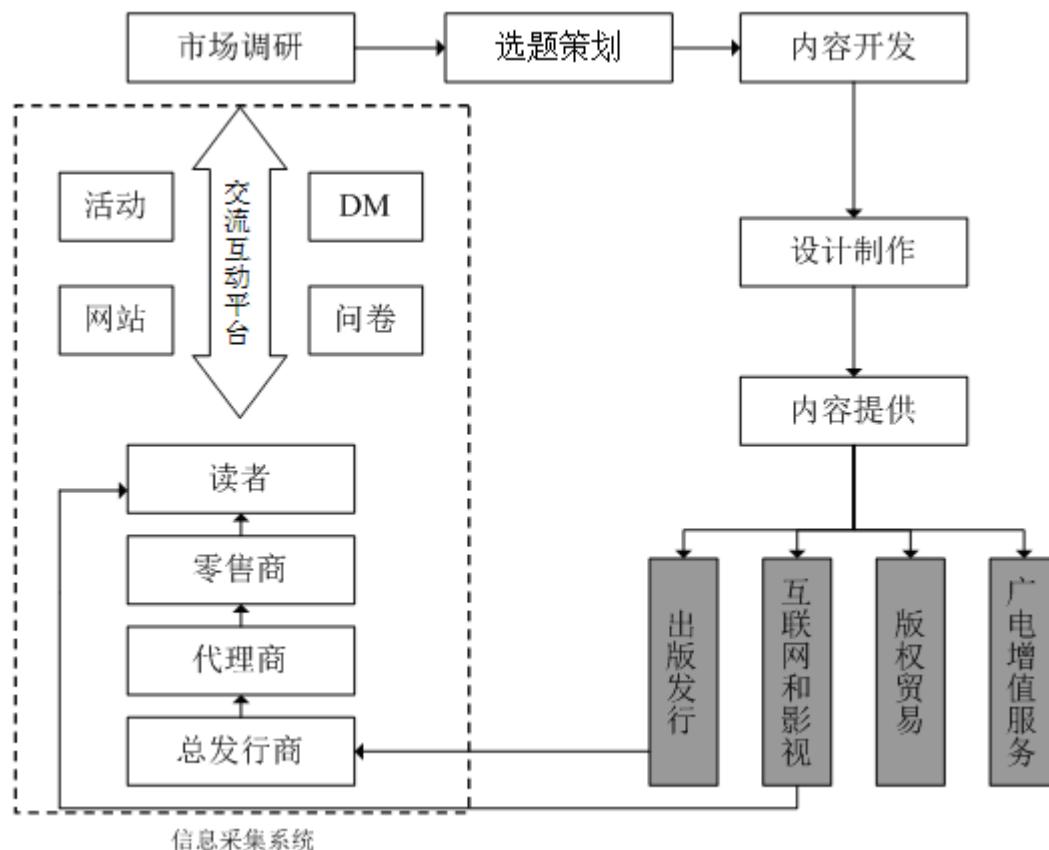 市场调研
选题策划
内容开发
活动
交流互动平台
DM
网站
问卷
设计制作
内容提供
读者
零售商
代理商
总发行商
出版发行
互联网和影视
版权贸易
广电增值服务
信息采集系统